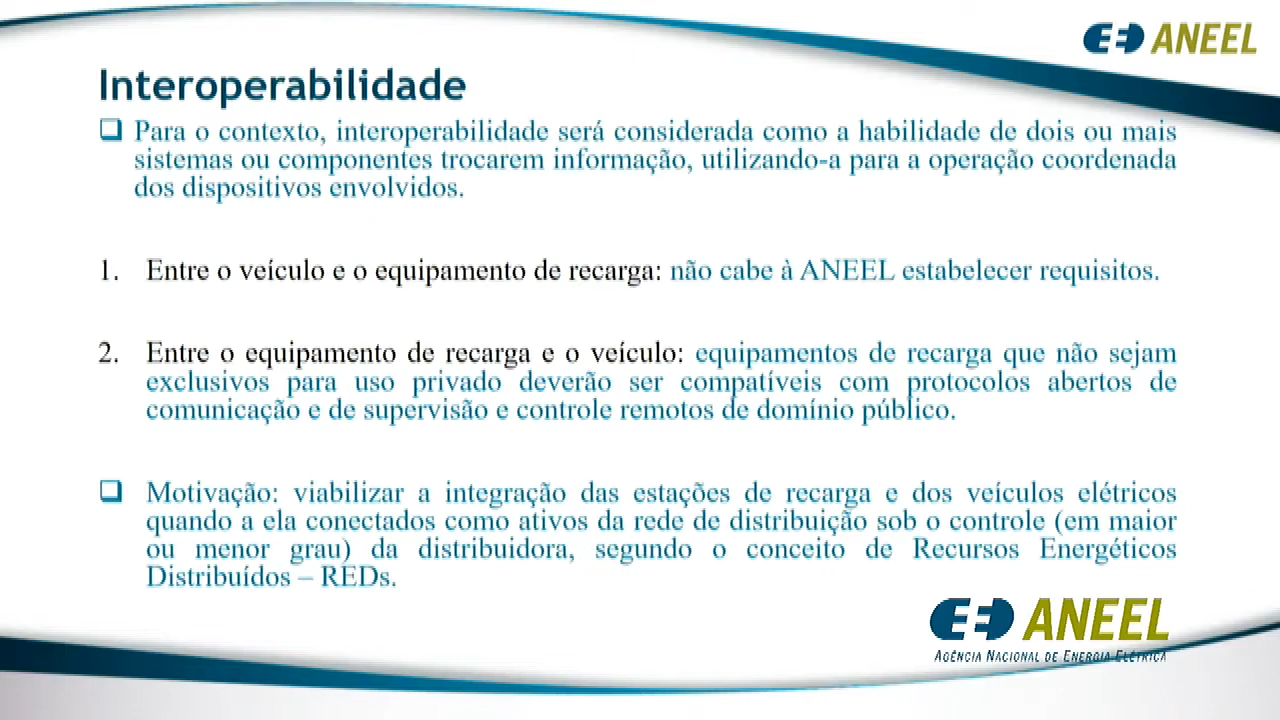 ANEEL
Interoperabilidade
Para o contexto, interoperabilidade será considerada como a habilidade de dois ou mais
sistemas ou componentes trocarem informação, utilizando-a para a operação coordenada
dos dispositivos envolvidos.
1. Entre o veículo e o equipamento de recarga: não cabe à ANEEL estabelecer requisitos.
2. Entre o equipamento de recarga e o veículo: equipamentos de recarga que não sejam
exclusivos para uso privado deverão ser compatíveis com protocolos abertos de
comunicação e de supervisão e controle remotos de domínio público.
Motivação: viabilizar a integração das estações de recarga e dos veículos elétricos
quando a ela conectados como ativos da rede de distribuição sob o controle (em maior
ou menor grau) da distribuidora, segundo o conceito de Recursos Energéticos
Distribuídos – REDs.
ANEEL
AGÊNCIA NACIONAL DE ENERGIA ELÉTRICA